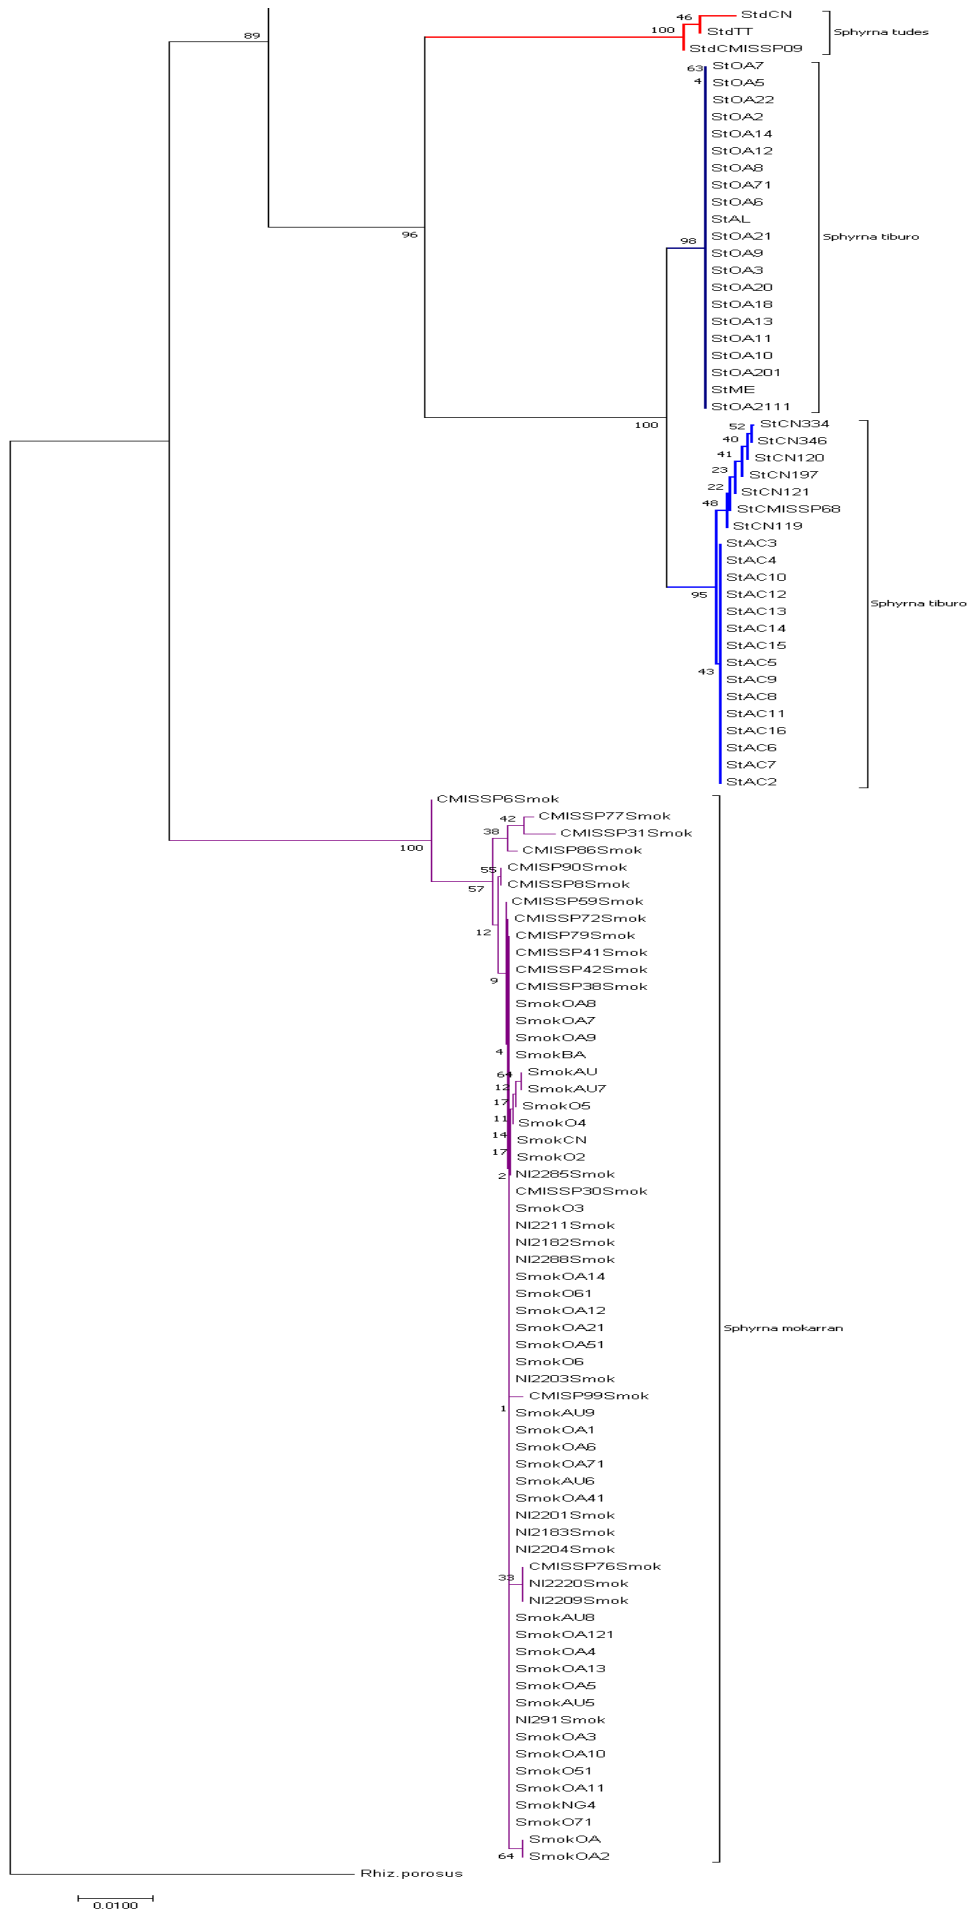 StdCN
46
StdTT
100
Sphyrna tudes
89
StdCMISSP09
StOA7
63
StOA5
4
StOA22
StOA2
StOA14
StOA12
StOA8
StOA71
StOA6
StAL
96
StOA21
98
Sphyrna tiburo
StOA9
StOA3
StOA20
StOA18
StOA13
StOA11
StOA10
StOA201
StME
StOA2111
100
StCN334
52
StCN346
40
StCN120
41
StCN197
23
StCN121
22
StCMISSP68
48
StCN119
StAC3
StAC4
StAC10
StAC12
95
Sphyrna tiburo
StAC13
StAC14
StAC15
StAC5
43
StAC9
StAC8
StAC11
StAC16
StAC6
StAC7
StAC2
CMISSP6Smok
CMISSP77Smok
42
CMISSP31Smok
38
100
CMISP86Smok
CMISP90Smok
55
CMISSP8Smok
57
CMISSP59Smok
CMISSP72Smok
12
CMISP79Smok
CMISSP41Smok
CMISSP42Smok
9
CMISSP38Smok
SmokOA8
SmokOA7
SmokOA9
4
SmokBA
SmokAU
64
SmokAU7
12
SmokO5
17
SmokO4
11
SmokCN
14
SmokO2
17
NI2285Smok
2
CMISSP30Smok
SmokO3
NI2211Smok
NI2182Smok
NI2288Smok
SmokOA14
SmokO61
SmokOA12
SmokOA21
Sphyrna mokarran
SmokOA51
SmokO6
NI2203Smok
CMISP99Smok
1
SmokAU9
SmokOA1
SmokOA6
SmokOA71
SmokAU6
SmokOA41
NI2201Smok
NI2183Smok
NI2204Smok
CMISSP76Smok
33
NI2220Smok
NI2209Smok
SmokAU8
SmokOA121
SmokOA4
SmokOA13
SmokOA5
SmokAU5
NI291Smok
SmokOA3
SmokOA10
SmokO51
SmokOA11
SmokNG4
SmokO71
SmokOA
64
SmokOA2
Rhiz.porosus
0.0100